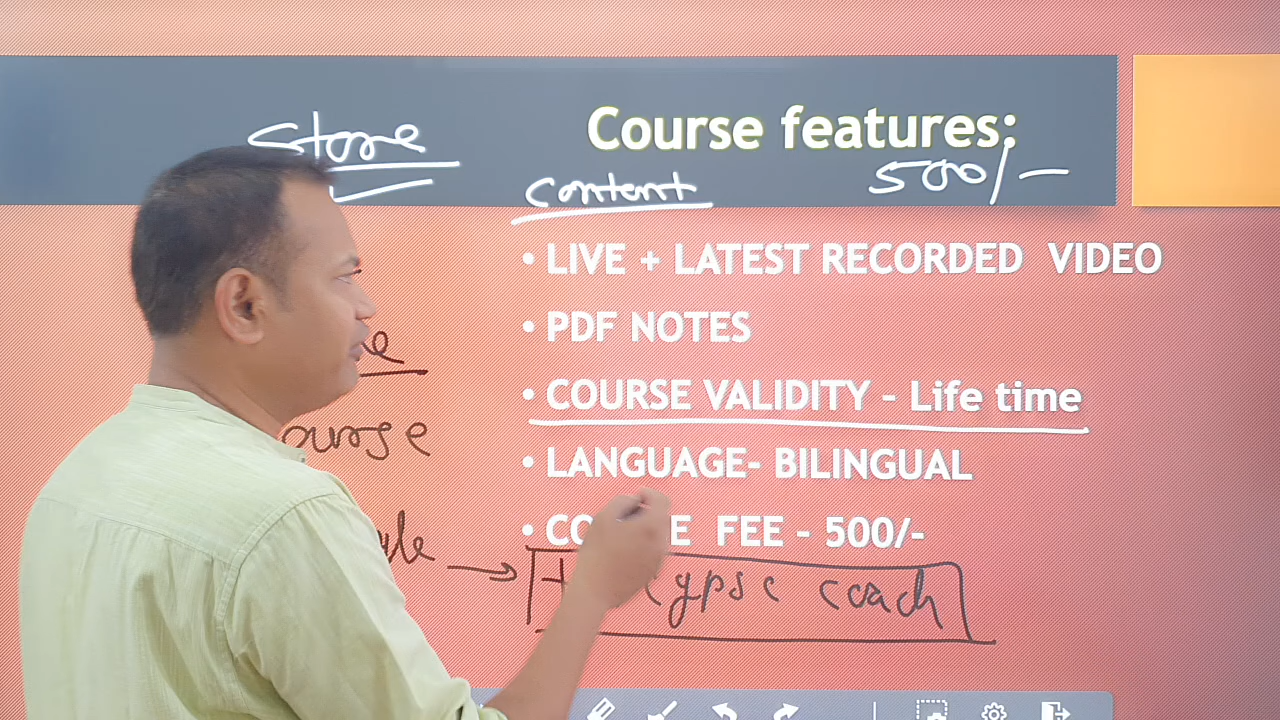 Store
Course features:
500/-
content
• LIVE + LATEST RECORDED VIDEO
• PDF NOTES
• COURSE VALIDITY - Life time
• LANGUAGE- BILINGUAL
FEE - 500/-
coach